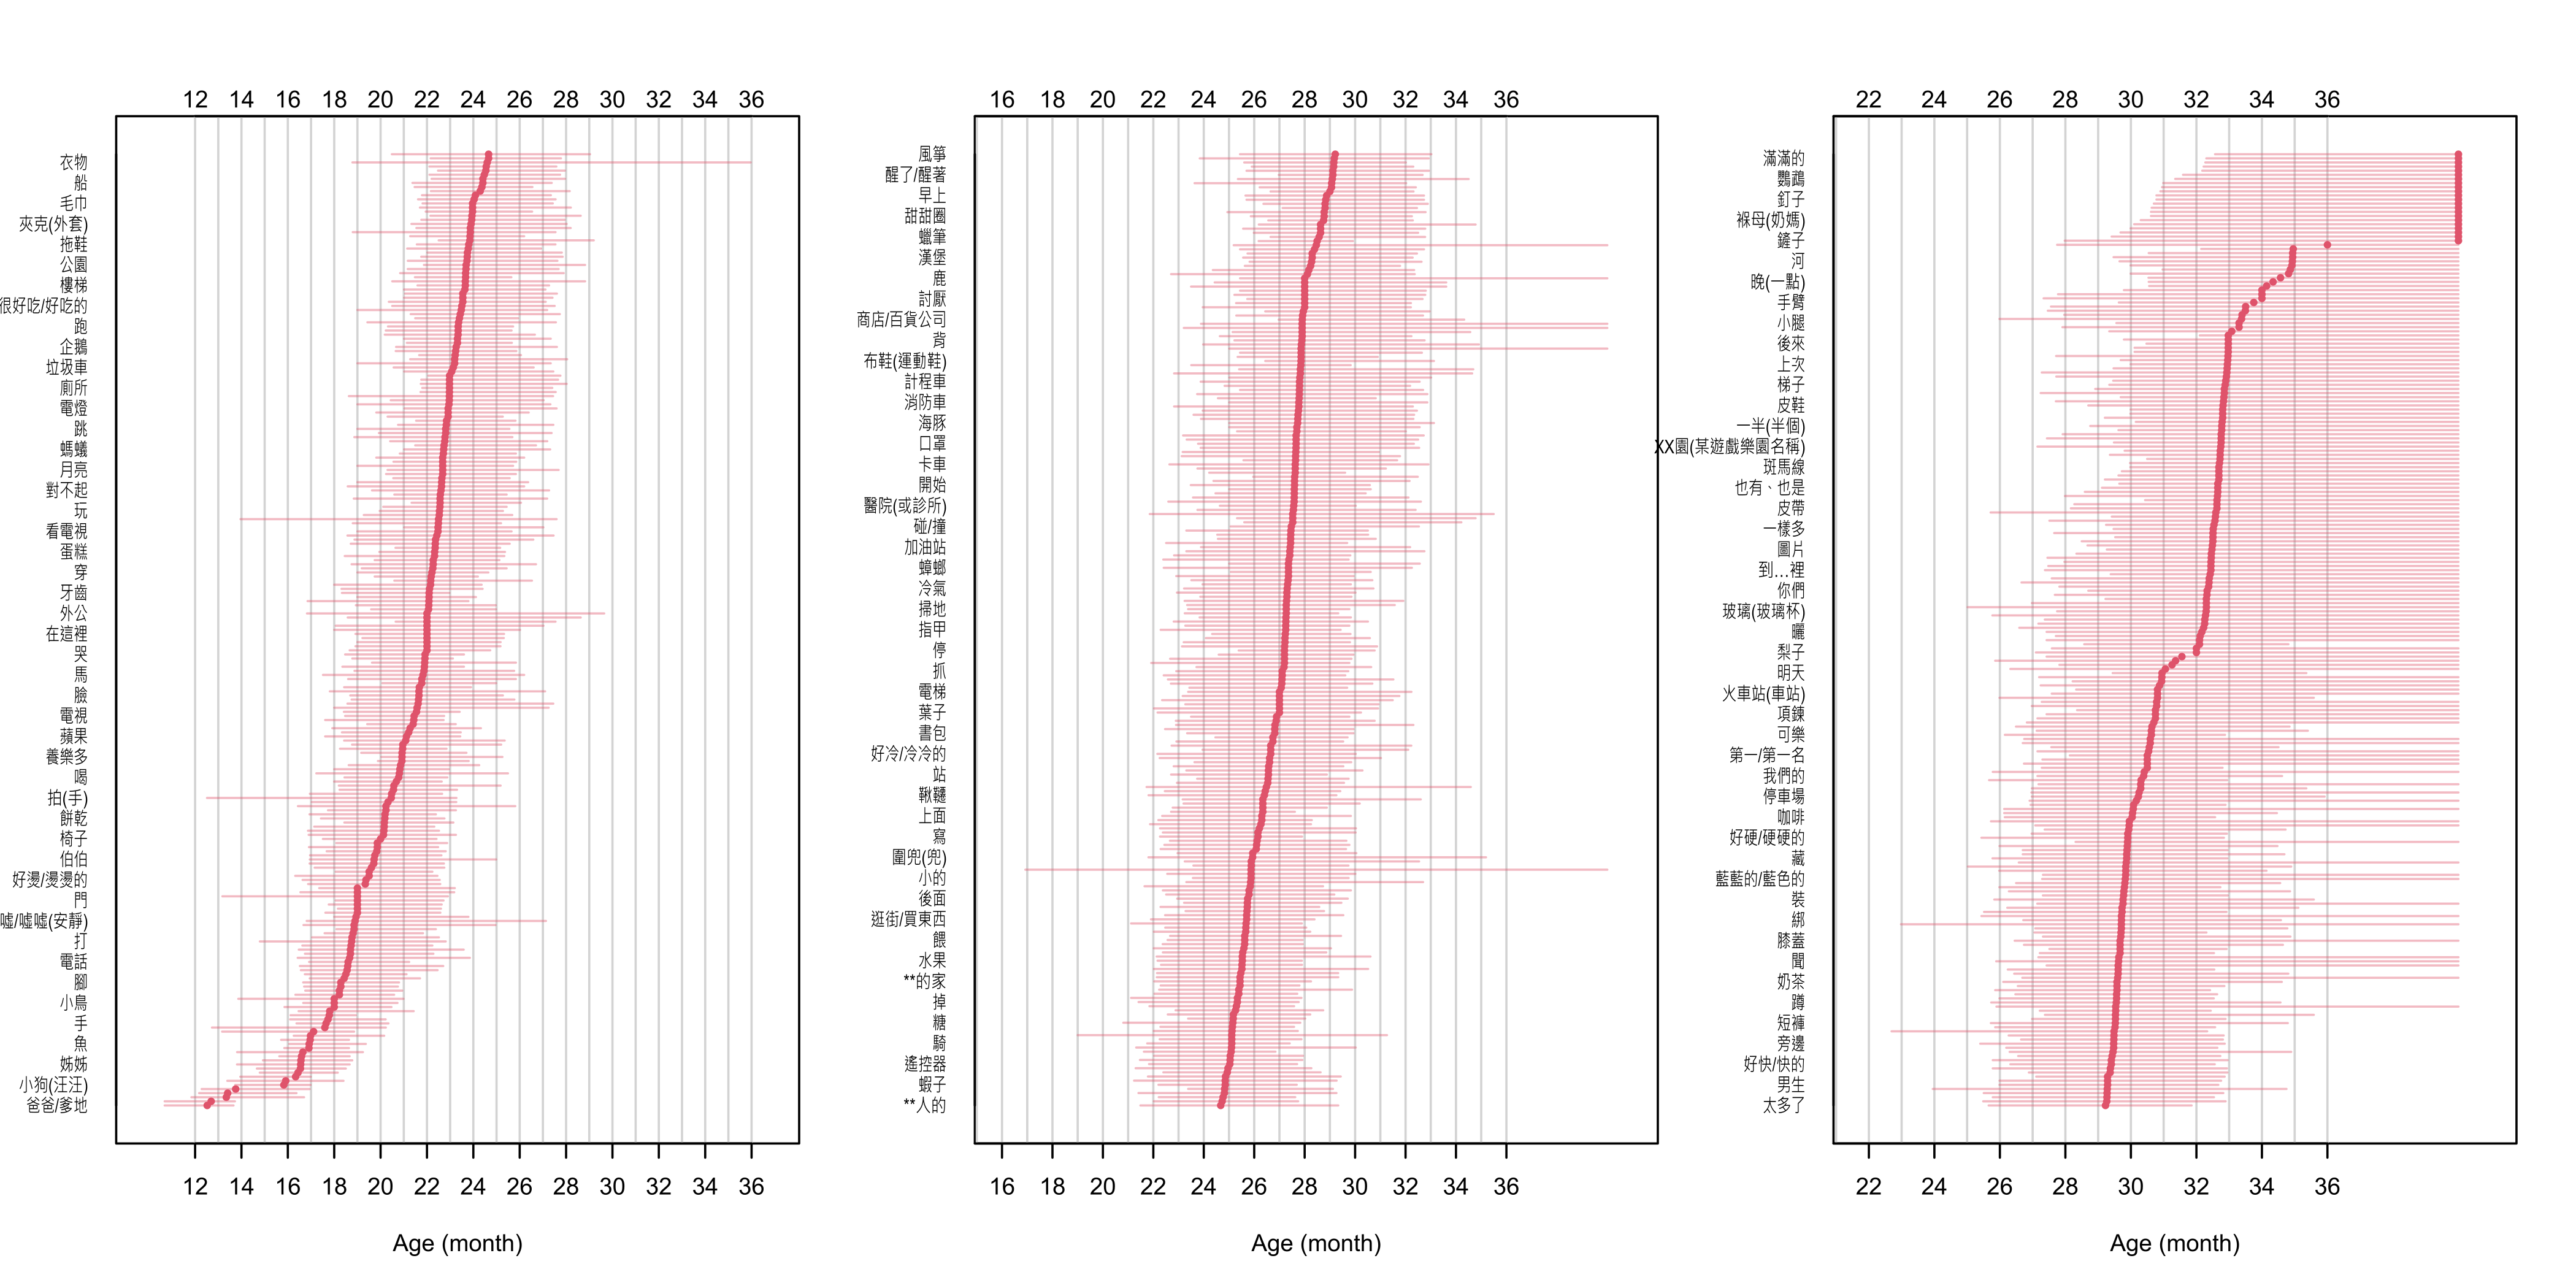 12 14 16 18 20 22 24 26 28 30 32 34 36
衣物
船
毛巾
夾克(外套)
拖鞋
公園
樓梯
很好吃/好吃的
跑
企鵝
垃圾車
廁所
電燈
跳
螞蟻
月亮
對不起
玩
看電視
蛋糕
穿
牙齒
外公
在這裡
哭
馬
臉
電視
蘋果
養樂多
喝
拍(手)
餅乾
椅子
伯伯
好燙/燙燙的
門
噓/噓噓(安靜)
打
電話
腳
小鳥
手
魚
姊姊
小狗(汪汪)
爸爸/爹地
12 14 16 18 20 22 24 26 28 30 32 34 36
Age (month)
16 18 20 22 24 26 28 30 32 34 36
風箏
醒了/醒著
早上
甜甜圈
蠟筆
漢堡
鹿
討厭
商店/百貨公司
背
布鞋(運動鞋)
計程車
消防車
海豚
口罩
卡車
開始
醫院(或診所)
碰/撞
加油站
蟑螂
冷氣
掃地
指甲
停
抓
電梯
葉子
書包
好冷/冷冷的
站
鞦韆
上面
寫
圍兜(兜)
小的
後面
逛街/買東西
餵
水果
**的家
掉
糖
騎
遙控器
蝦子
**人的
16 18 20 22 24 26 28 30 32 34 36
Age (month)
22 24 26 28 30 32 34 36
滿滿的
鸚鵡
釘子
褓母(奶媽)
鏟子
河
晚(一點)
手臂
小腿
後來
上次
梯子
皮鞋
一半(半個)
XX園(某遊戲樂園名稱)
斑馬線
也有、也是
皮帶
一樣多
圖片
到...裡
你們
玻璃(玻璃杯)
曬
梨子
明天
火車站(車站)
項鍊
可樂
第一/第一名
我們的
停車場
咖啡
好硬/硬硬的
藏
藍藍的/藍色的
裝
綁
膝蓋
聞
奶茶
蹲
短褲
旁邊
好快/快的
男生
太多了
22 24 26 28 30 32 34 36
Age (month)